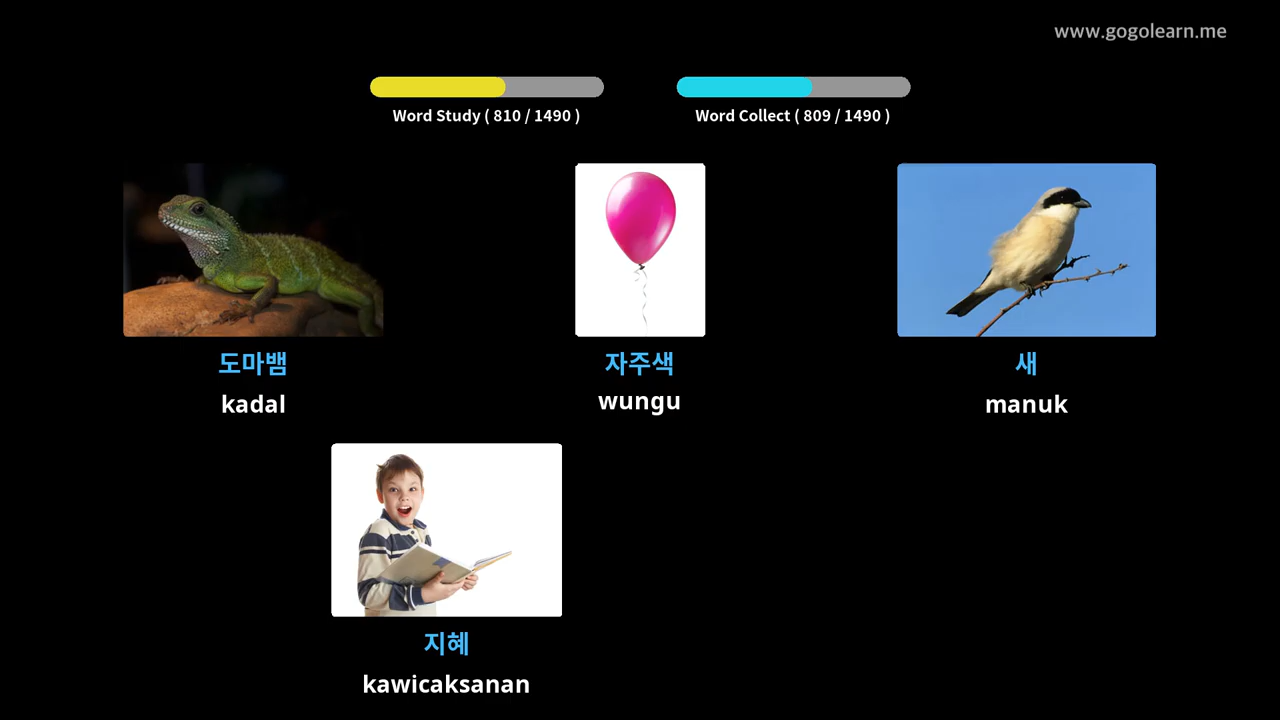 www.gogolearn.me
Word Study ( 810 / 1490 )
Word Collect ( 809 / 1490 )
도마뱀
자주색
새
kadal
wungu
manuk
지혜
kawicaksanan